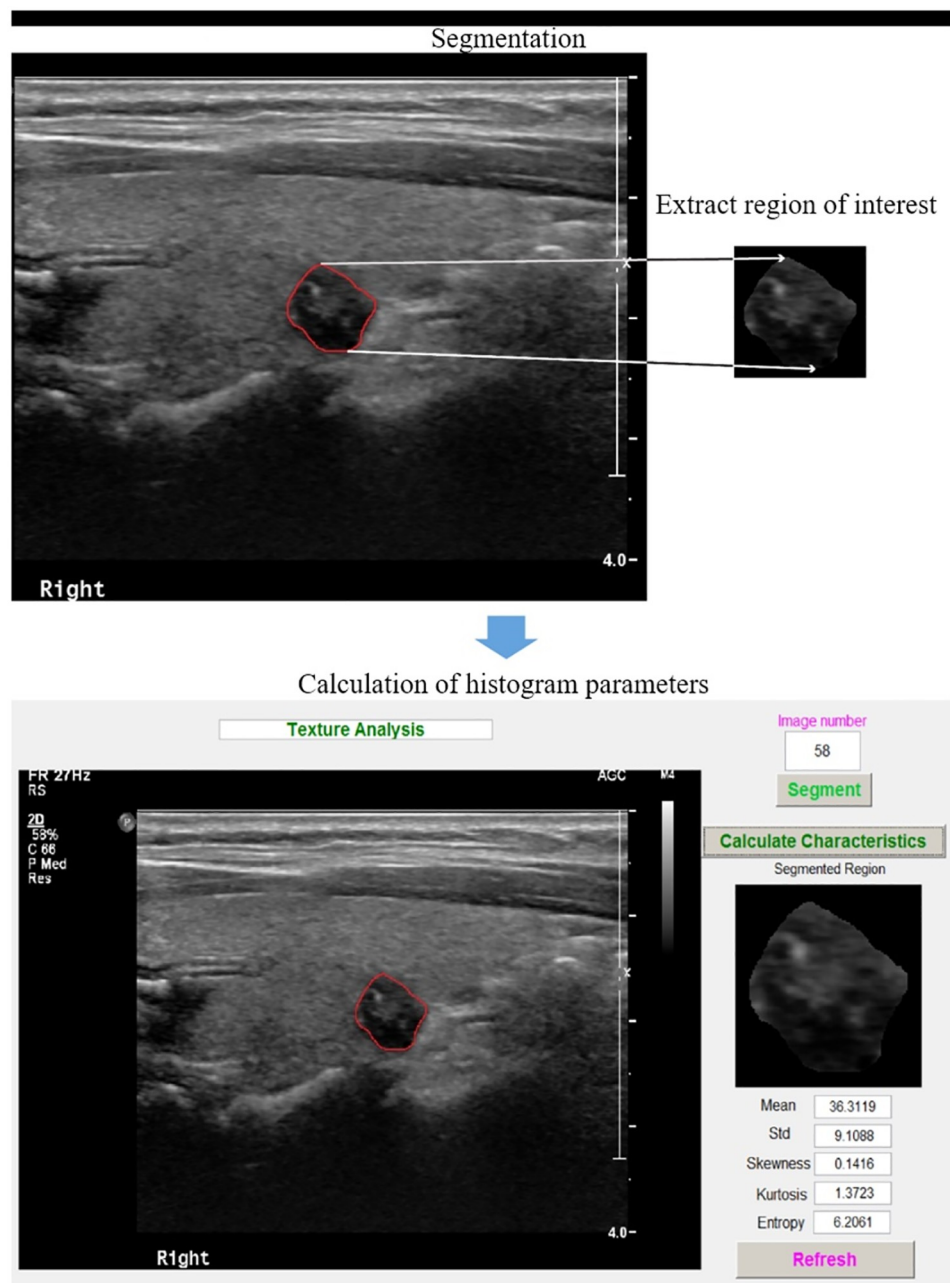 Segmentation
Extract region of interest
x
4.0
Right
Calculation of histogram parameters
Texture Analysis
Image number
58
Segment
Calculate Characteristics
Segmented Region
FR 27Hz
RS
AGC
M4
2D
58%
C 66
P Med
Res
P
x
4.0
Right
Mean 36.3119
Std 9.1088
Skewness 0.1416
Kurtosis 1.3723
Entropy 6.2061
Refresh